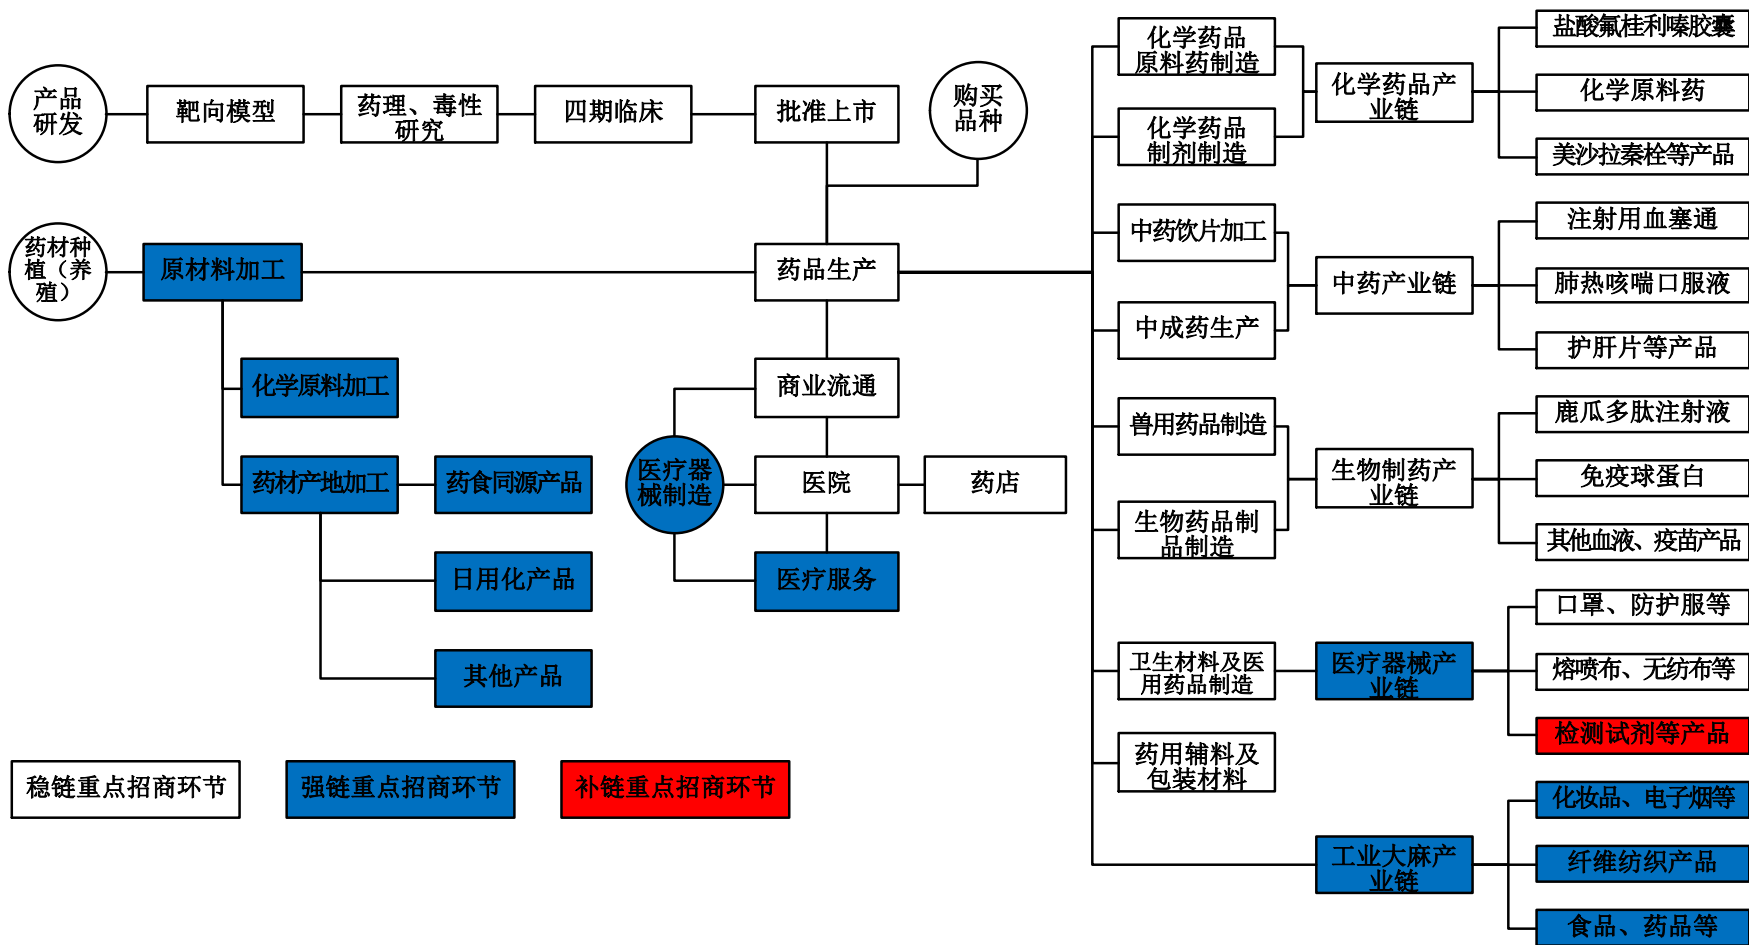 产品
研发
靶向模型
药理、毒性
研究
四期临床
批准上市
购买
品种
药材种
植（养
殖）
原材料加工
药品生产
化学原料加工
药材产地加工
药食同源产品
日用化产品
其他产品
商业流通
医疗器
械制造
医院
药店
医疗服务
化学药品
原料药制造
化学药品
制剂制造
化学药品产
业链
盐酸氟桂利嗪胶囊
化学原料药
美沙拉秦栓等产品
中药饮片加工
中成药生产
中药产业链
注射用血塞通
肺热咳喘口服液
护肝片等产品
兽用药品制造
生物药品制
品制造
生物制药产
业链
鹿瓜多肽注射液
免疫球蛋白
其他血液、疫苗产品
卫生材料及医
用药品制造
医疗器械产
业链
口罩、防护服等
熔喷布、无纺布等
检测试剂等产品
药用辅料及
包装材料
工业大麻产
业链
化妆品、电子烟等
纤维纺织产品
食品、药品等
稳链重点招商环节
强链重点招商环节
补链重点招商环节